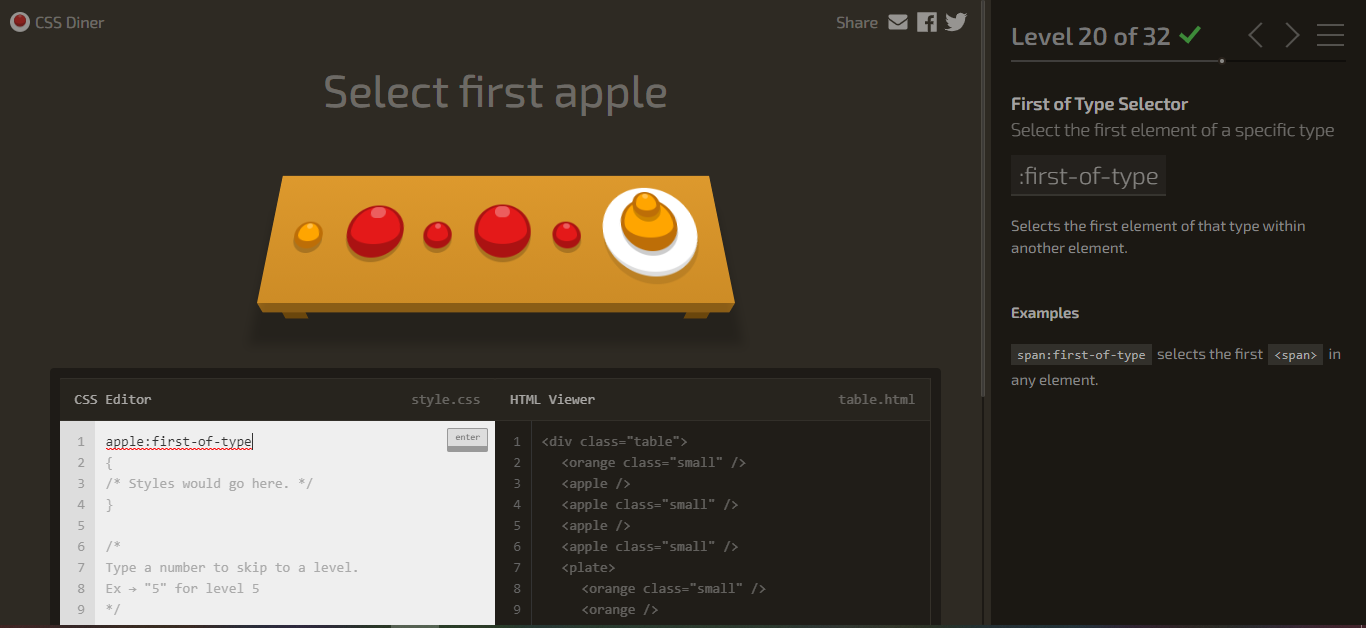 CSS Diner
Share
Select first apple
CSS Editor style.css
1 apple:first-of-type
enter
2 {
3 /* Styles would go here. */
4 }
5
6 /*
7 Type a number to skip to a level.
8 Ex → "5" for level 5
9 */
HTML Viewer table.html
1 <div class="table">
2 <orange class="small" />
3 <apple />
4 <apple class="small" />
5 <apple />
6 <apple class="small" />
7 <plate>
8 <orange class="small" />
9 <orange />
Level 20 of 32
First of Type Selector
Select the first element of a specific type
:first-of-type
Selects the first element of that type within
another element.
Examples
span:first-of-type selects the first <span> in
any element.